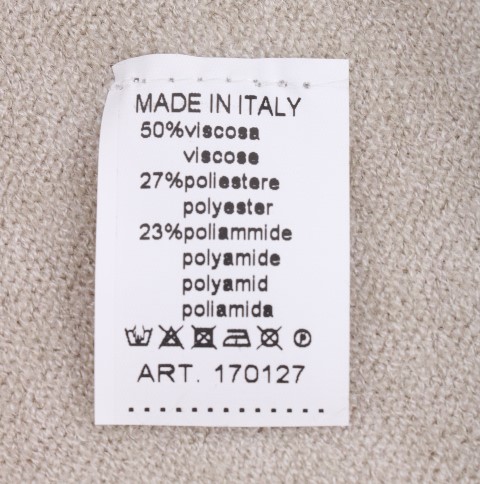 MADE IN ITALY
50%viscosa
viscose
27%poliestere
polyester
23%poliammide
polyamide
polyamid
poliamida
P
ART. 170127